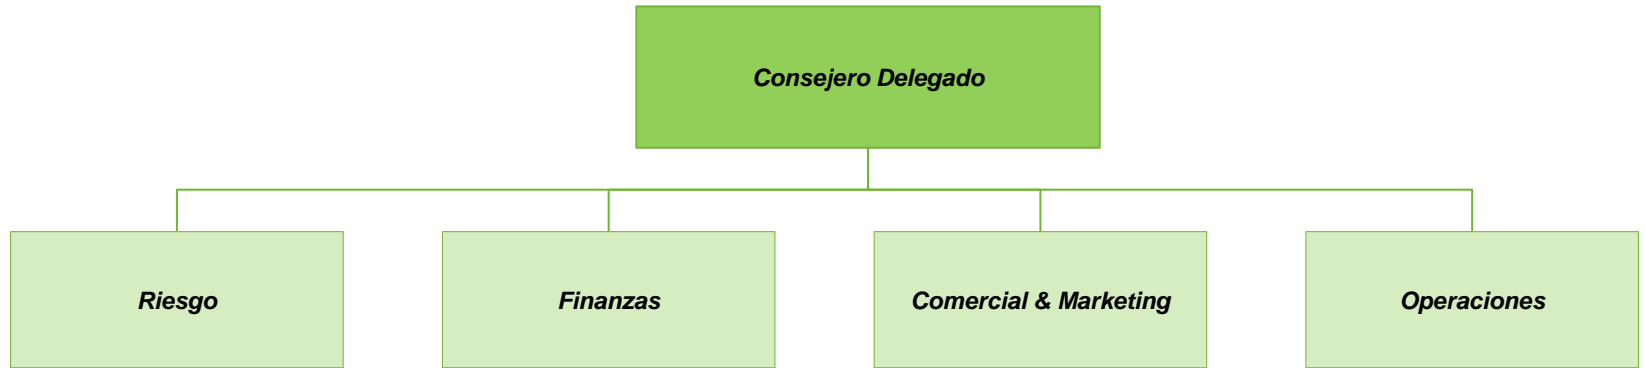 Consejero Delegado
Riesgo
Finanzas
Comercial & Marketing
Operaciones